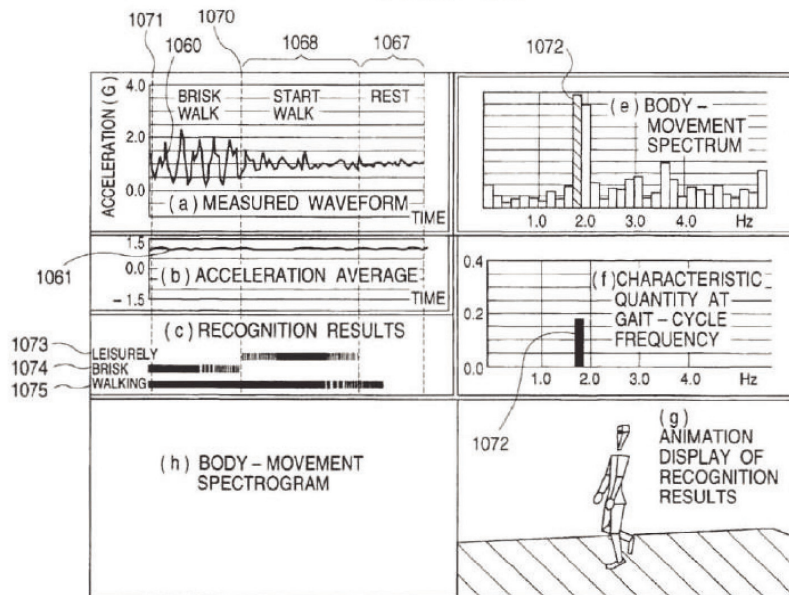 1071
1060
1070
1068
1067
1072
ACCELERATION (G)
4.0
2.0
0.0
BRISK
WALK
START
WALK
REST
(a) MEASURED WAVEFORM
TIME
(e) BODY-
MOVEMENT
SPECTRUM
1.0 2.0 3.0 4.0 Hz
1061
1.5
0.0
-1.5
(b) ACCELERATION AVERAGE
TIME
0.4
0.2
0.0
(f) CHARACTERISTIC
QUANTITY AT
GAIT-CYCLE
FREQUENCY
1.0 2.0 4.0 Hz
(c) RECOGNITION RESULTS
1073
LEISURELY
1074
BRISK
1075
WALKING
1072
(h) BODY-MOVEMENT
SPECTROGRAM
(g)
ANIMATION
DISPLAY OF
RECOGNITION
RESULTS